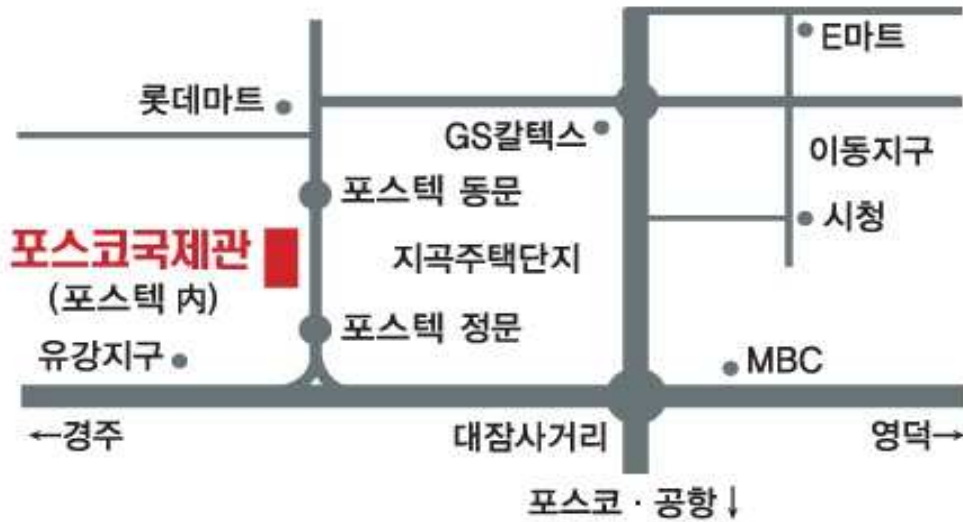 E마트
롯데마트
GS칼텍스
이동지구
포스텍 동문
시청
포스코국제관
지곡주택단지
(포스텍 內)
포스텍 정문
유강지구
MBC
←경주
대잠사거리
영덕→
포스코 · 공항↓